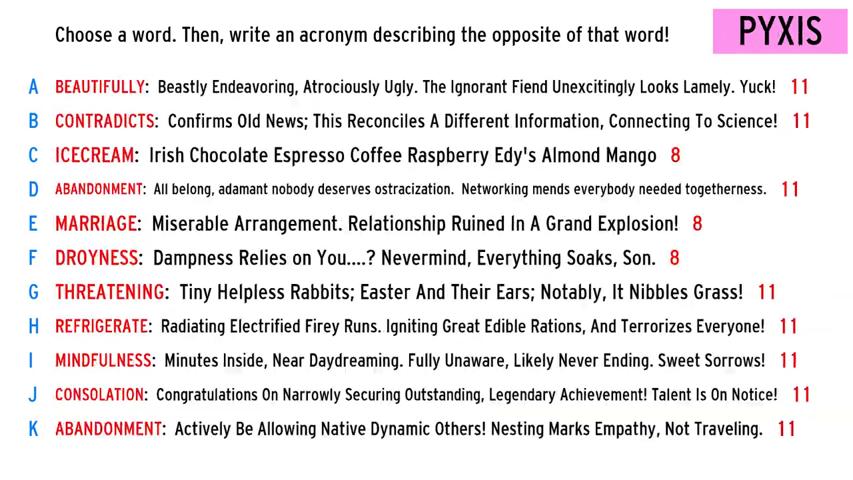 Choose a word. Then, write an acronym describing the opposite of that word!
PYXIS
A BEAUTIFULLY: Beastly Endeavoring, Atrociously Ugly. The Ignorant Fiend Unexcitingly Looks Lamely. Yuck! 11
B CONTRADICTS: Confirms Old News; This Reconciles A Different Information, Connecting To Science! 11
C ICECREAM: Irish Chocolate Espresso Coffee Raspberry Edy's Almond Mango 8
D ABANDONMENT: All belong, adamant nobody deserves ostracization. Networking mends everybody needed togetherness. 11
E MARRIAGE: Miserable Arrangement. Relationship Ruined In A Grand Explosion! 8
F DROYNESS: Dampness Relies on You....? Nevermind, Everything Soaks, Son. 8
G THREATENING: Tiny Helpless Rabbits; Easter And Their Ears; Notably, It Nibbles Grass! 11
H REFRIGERATE: Radiating Electrified Firey Runs. Igniting Great Edible Rations, And Terrorizes Everyone! 11
I MINDFULNESS: Minutes Inside, Near Daydreaming. Fully Unaware, Likely Never Ending. Sweet Sorrows! 11
J CONSOLATION: Congratulations On Narrowly Securing Outstanding, Legendary Achievement! Talent Is On Notice! 11
K ABANDONMENT: Actively Be Allowing Native Dynamic Others! Nesting Marks Empathy, Not Traveling. 11